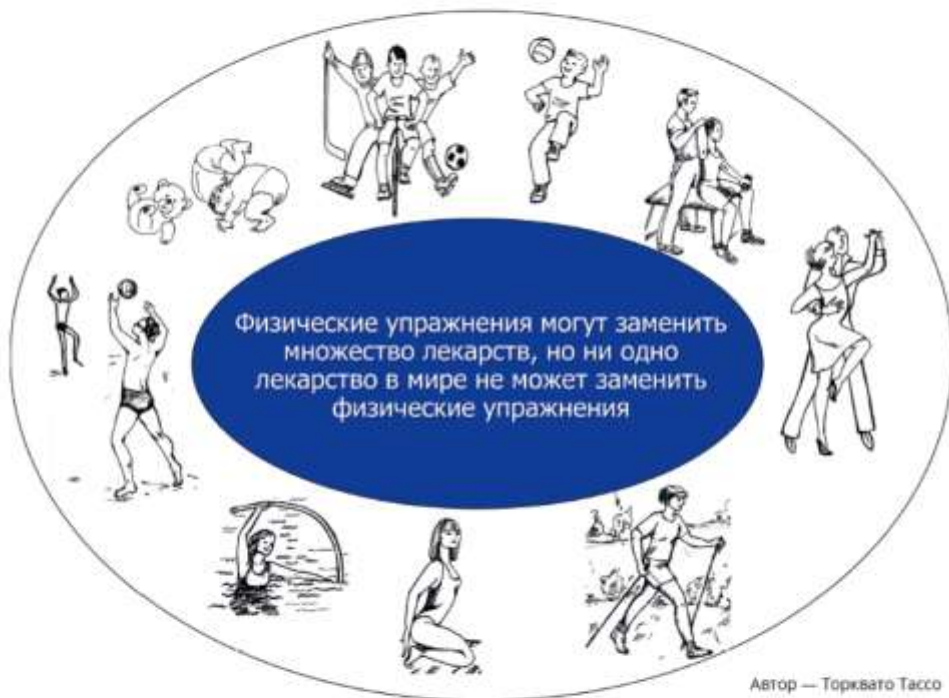 Физические упражнения могут заменить
множество лекарств, но ни одно
лекарство в мире не может заменить
физические упражнения
Автор — Торквато Тассо